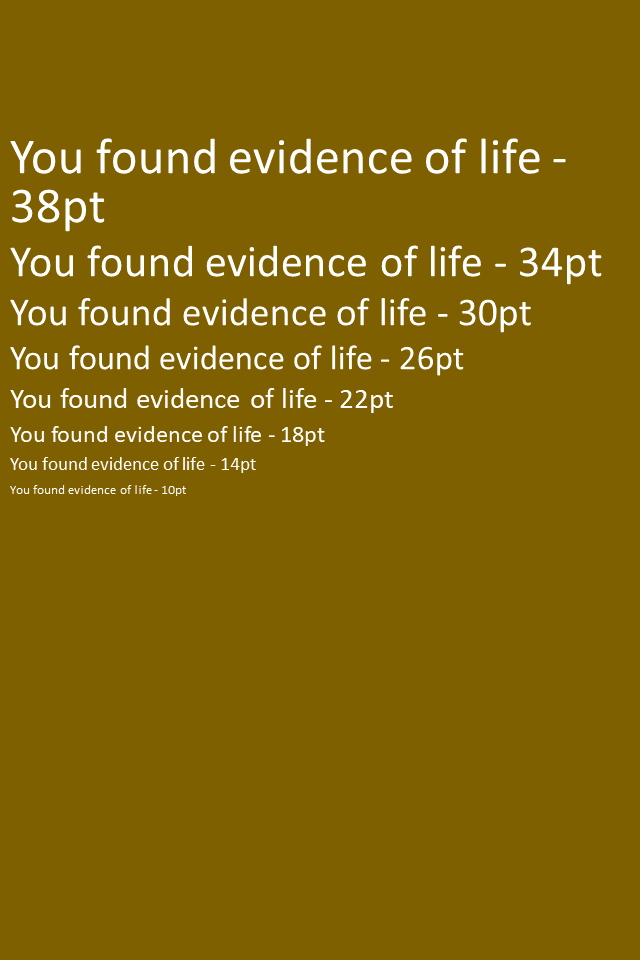 You found evidence of life -
38pt
You found evidence of life - 34pt
You found evidence of life - 30pt
You found evidence of life - 26pt
You found evidence of life - 22pt
You found evidence of life - 18pt
You found evidence of life - 14pt
You found evidence of life - 10pt